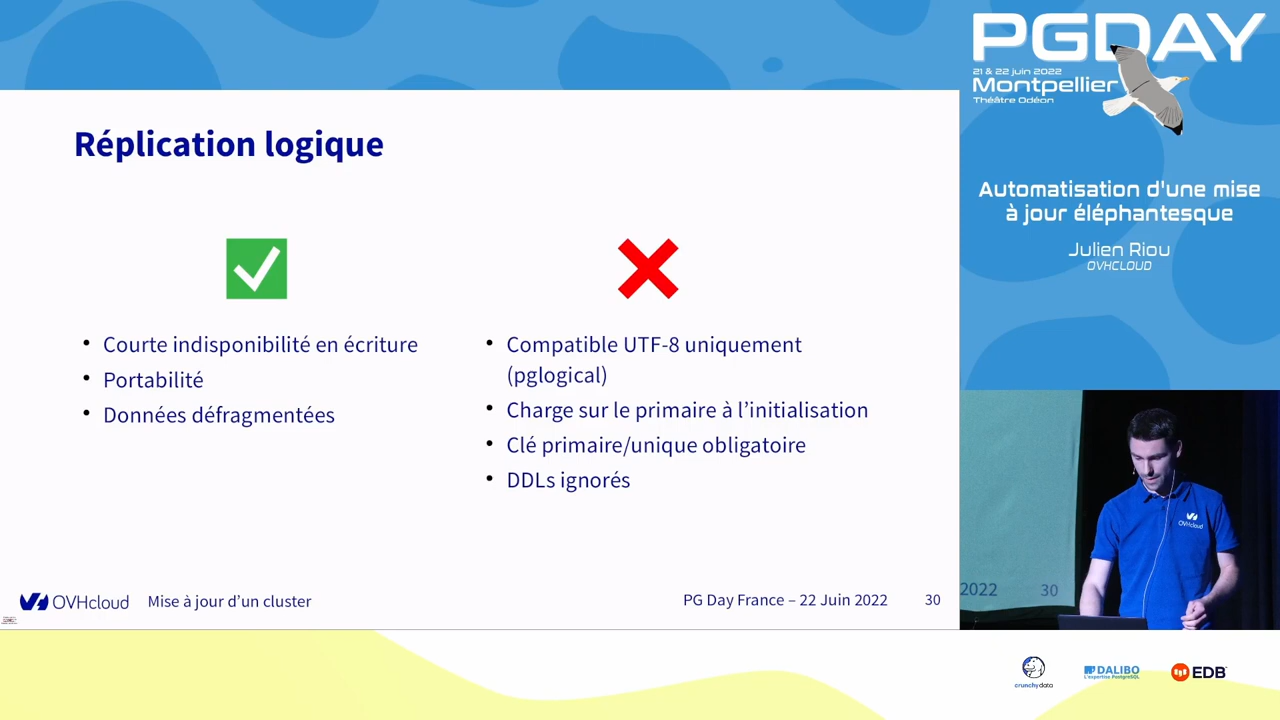 Réplication logique
Courte indisponibilité en écriture
Portabilité
Données défragmentées
Compatible UTF-8 uniquement
(pglogical)
Charge sur le primaire à l’initialisation
Clé primaire/unique obligatoire
DDLs ignorés
OVHcloud
Mise à jour d’un cluster
PG Day France – 22 Juin 2022
30
PGDAY
21 & 22 juin 2022
Montpellier
Théâtre Odéon
Automatisation d'une mise
à jour éléphantesque
Julien Riou
OVHCLOUD
OVHcloud
2022 30
crunchydata
DALIBO
L'expertise PostgreSQL
EDB